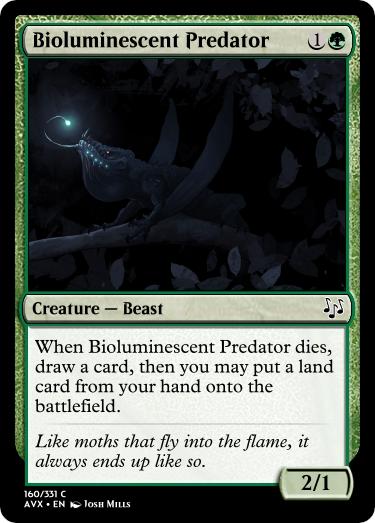 Bioluminescent Predator 1
Creature — Beast
When Bioluminescent Predator dies,
draw a card, then you may put a land
card from your hand onto the
battlefield.
Like moths that fly into the flame, it
always ends up like so.
2/1
160/331 C
AVX • EN Josh Mills